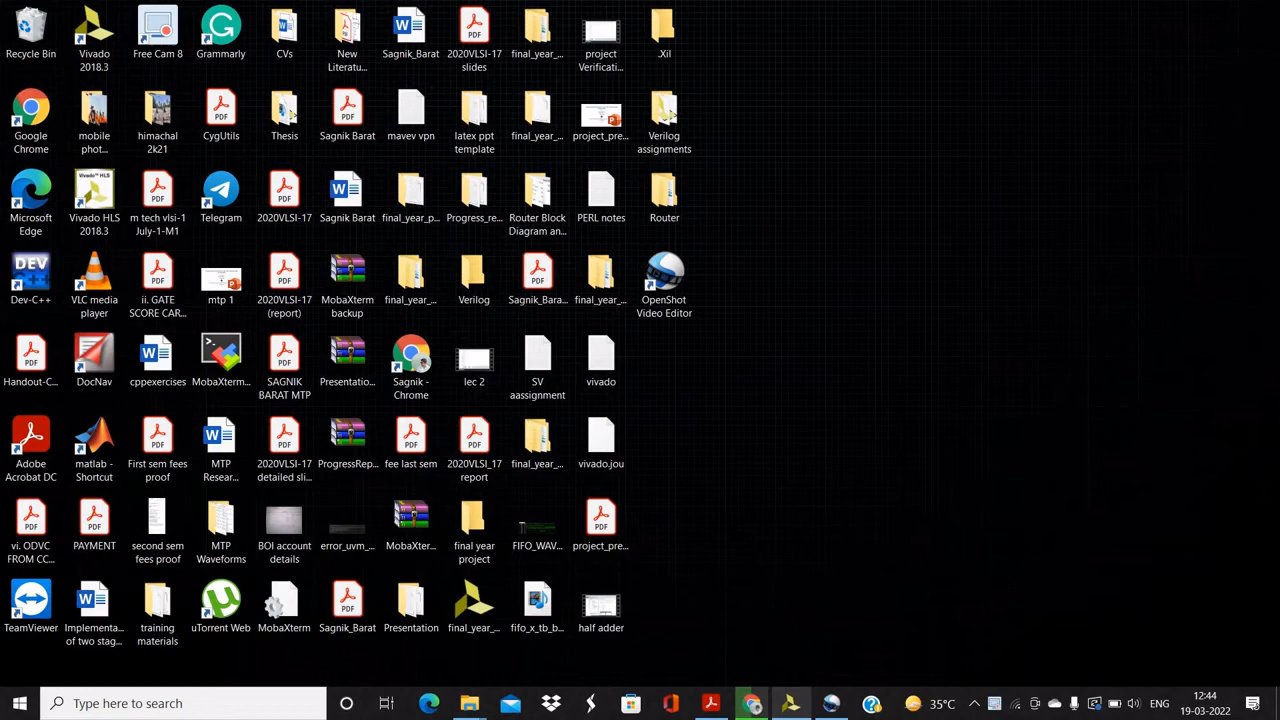 Recycle Bin
Vivado 2018.3
Free Cam 8
Grammarly
CVs
New Literatu...
Sagnik_Barat
2020VLSI-17 slides
final_year_...
project Verificati...
.Xil
Google Chrome
mobile phot...
himachal 2k21
CygUtils
Thesis
Sagnik Barat
mavev vpn
latex ppt template
final_year_...
project_pre...
Verilog assignments
Microsoft Edge
Vivado HLS 2018.3
m tech vlsi-1 July-1-M1
Telegram
2020VLSI-17
Sagnik Barat
final_year_p...
Progress_re...
Router Block Diagram an...
PERL notes
Router
Dev-C++
VLC media player
ii. GATE SCORE CAR...
mtp 1
2020VLSI-17 (report)
MobaXterm backup
final_year_...
Verilog
Sagnik_Bara...
final_year_...
OpenShot Video Editor
Handout-C...
DocNav
cppexercises
MobaXterm...
SAGNIK BARAT MTP
Presentatio...
Sagnik - Chrome
lec 2
SV aassignment
vivado
Adobe Acrobat DC
matlab - Shortcut
First sem fees proof
MTP Resear...
2020VLSI-17 detailed sli...
ProgressRep...
fee last sem
2020VLSI_17 report
final_year_...
vivado.jou
vi. ODVC FROM CC...
PAYMENT
second sem fees proof
MTP Waveforms
BOI account details
error_uvm_...
MobaXter...
final year project
FIFO_WAV...
project_pre...
TeamViewer
Implementa... of two stag...
training materials
uTorrent Web
MobaXterm
Sagnik_Barat
Presentation
final_year_...
fifo_x_tb_b...
half adder
Type here to search
35°C
ENG
12:44
19-03-2022